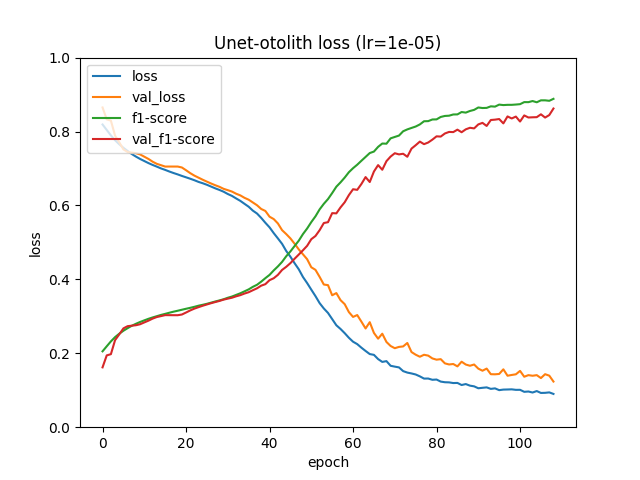 Unet-otolith loss (lr=1e-05)
loss
val_loss
f1-score
val_f1-score
1.0
0.8
0.6
0.4
0.2
0.0
loss
0 20 40 60 80 100
epoch